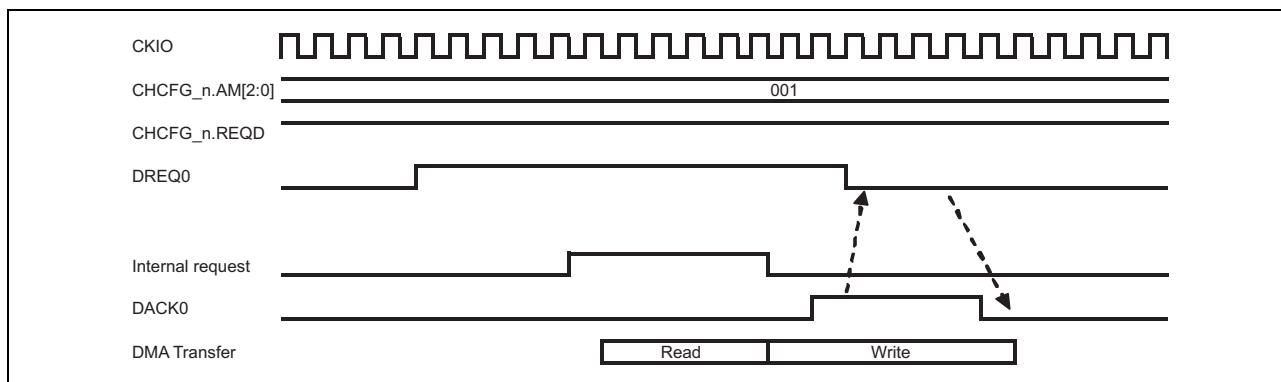 CKIO
CHCFG_n.AM[2:0] 001
CHCFG_n.REQD
DREQ0
Internal request
DACK0
DMA Transfer Read Write